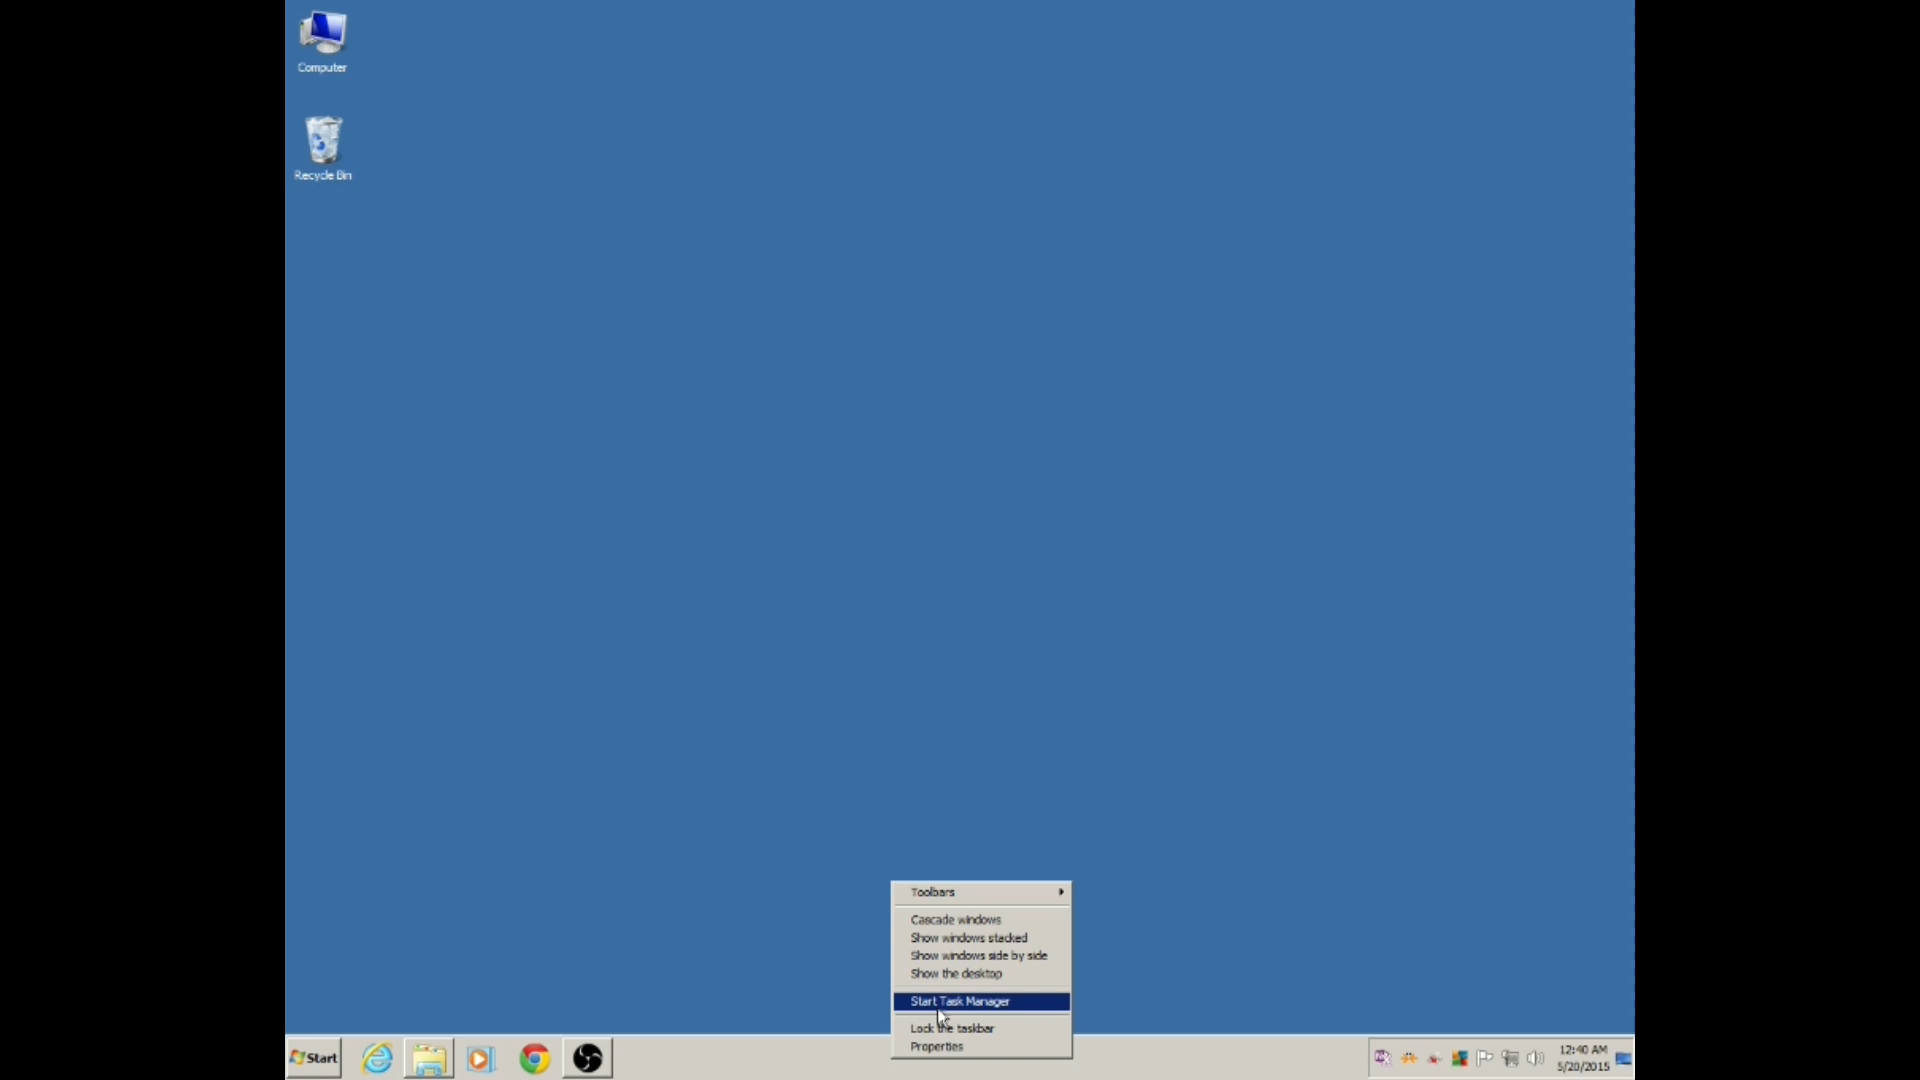 Computer
Recycle Bin
Toolbars
Cascade windows
Show windows stacked
Show windows side by side
Show the desktop
Start Task Manager
Lock the taskbar
Properties
Start
12:40 AM
5/20/2015